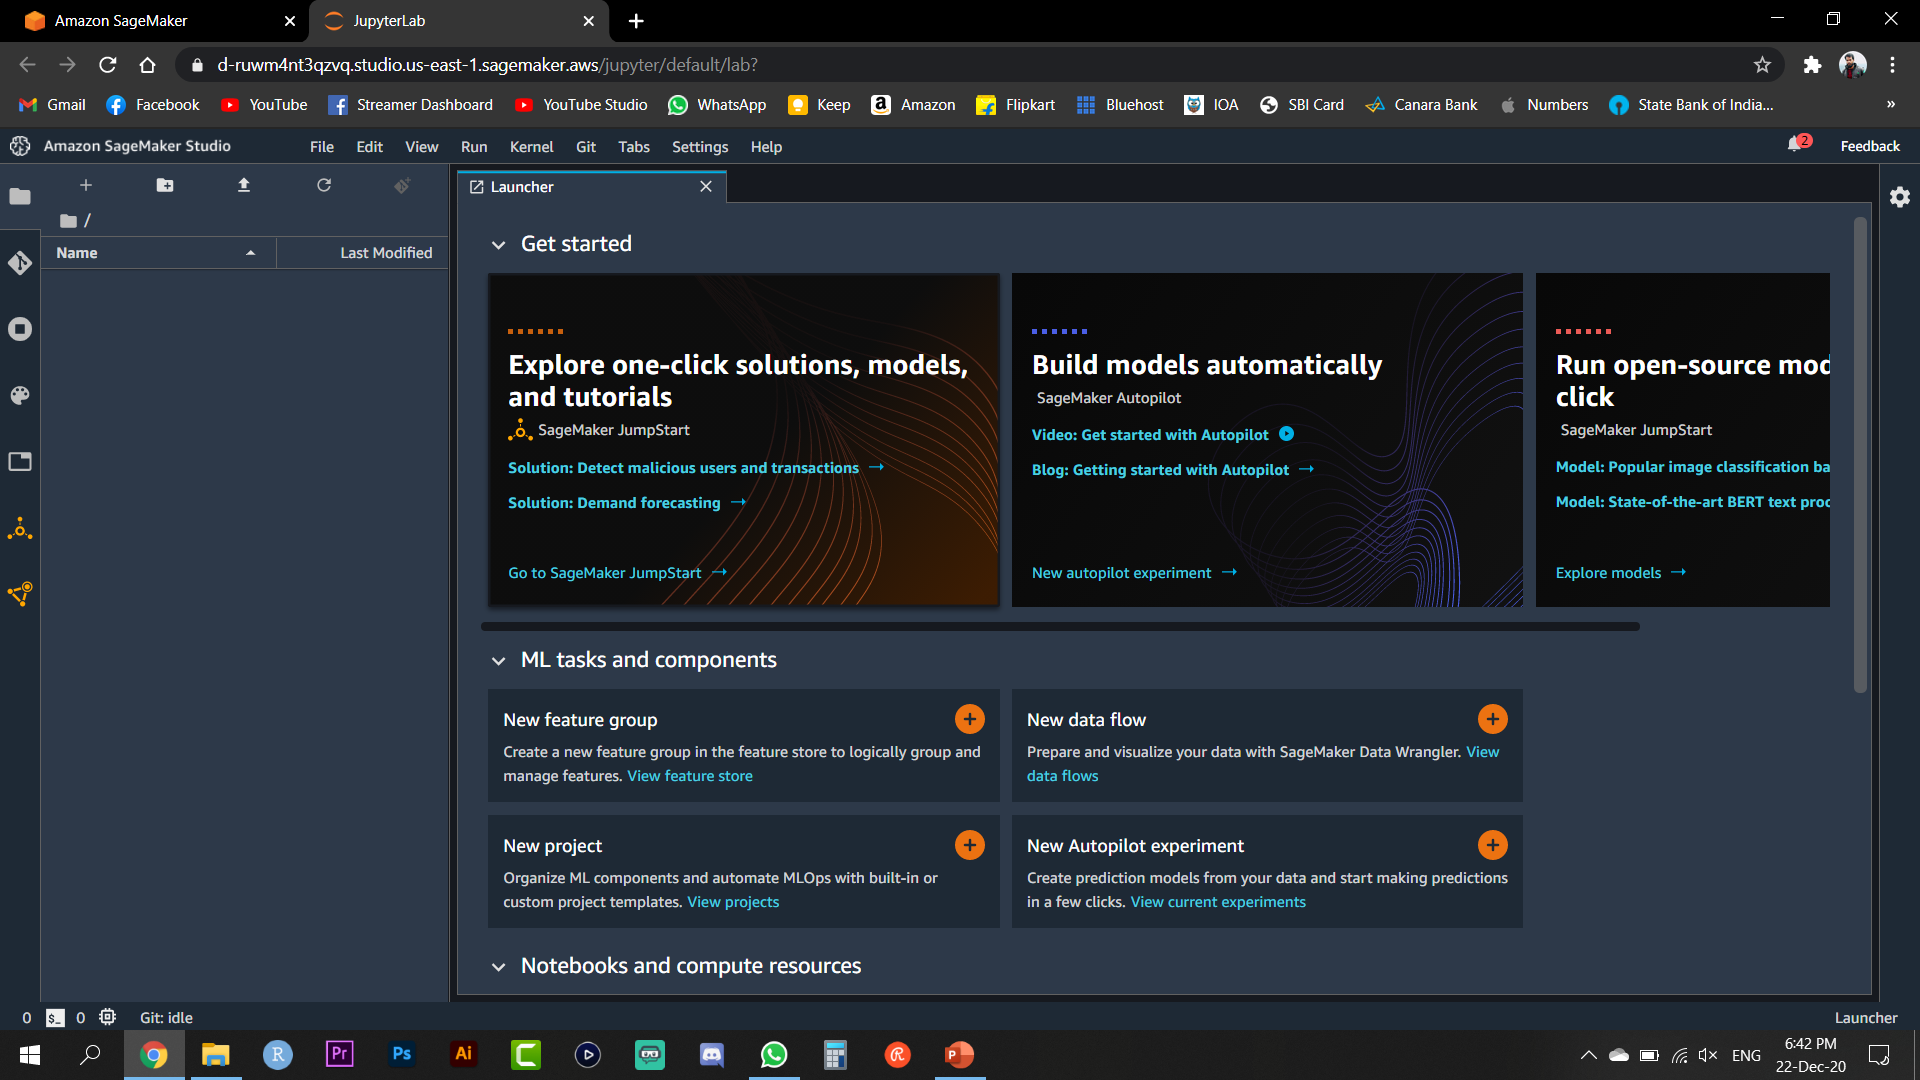 Amazon SageMaker
JupyterLab
d-ruwm4nt3qzvq.studio.us-east-1.sagemaker.aws/jupyter/default/lab?
Gmail Facebook YouTube Streamer Dashboard YouTube Studio WhatsApp Keep Amazon Flipkart Bluehost IOA SBI Card Canara Bank Numbers State Bank of India... »
Amazon SageMaker Studio File Edit View Run Kernel Git Tabs Settings Help 2 Feedback
/
Name Last Modified
Launcher
Get started
Explore one-click solutions, models,
and tutorials
SageMaker JumpStart
Solution: Detect malicious users and transactions
Solution: Demand forecasting
Go to SageMaker JumpStart
Build models automatically
SageMaker Autopilot
Video: Get started with Autopilot
Blog: Getting started with Autopilot
New autopilot experiment
Run open-source mod
click
SageMaker JumpStart
Model: Popular image classification ba
Model: State-of-the-art BERT text proc
Explore models
ML tasks and components
New feature group
Create a new feature group in the feature store to logically group and
manage features. View feature store
New data flow
Prepare and visualize your data with SageMaker Data Wrangler. View
data flows
New project
Organize ML components and automate MLOps with built-in or
custom project templates. View projects
New Autopilot experiment
Create prediction models from your data and start making predictions
in a few clicks. View current experiments
Notebooks and compute resources
0 $_ 0 Git: idle Launcher
R Pr Ps Ai C R P ENG
6:42 PM
22-Dec-20